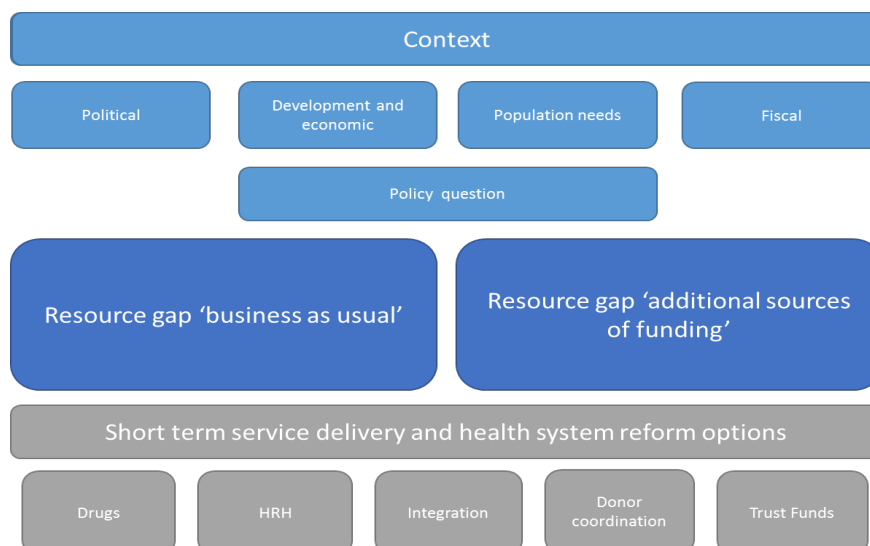 Context
Political
Development and
economic
Population needs
Fiscal
Policy question
Resource gap ‘business as usual’
Resource gap ‘additional sources
of funding’
Short term service delivery and health system reform options
Drugs
HRH
Integration
Donor
coordination
Trust Funds